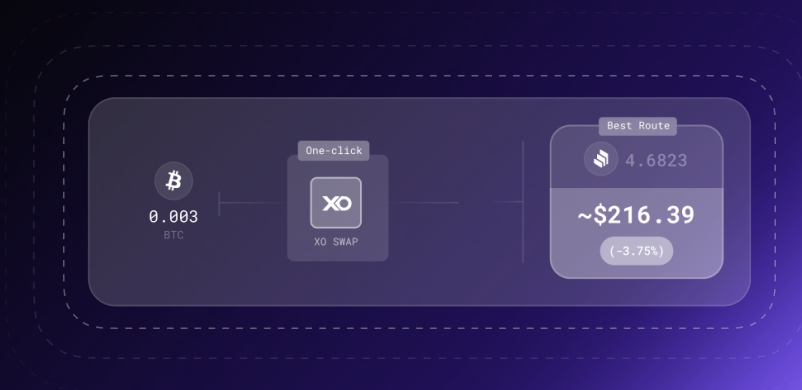 0.003
BTC
One-click
XO
XO SWAP
Best Route
4.6823
~$216.39
(-3.75%)